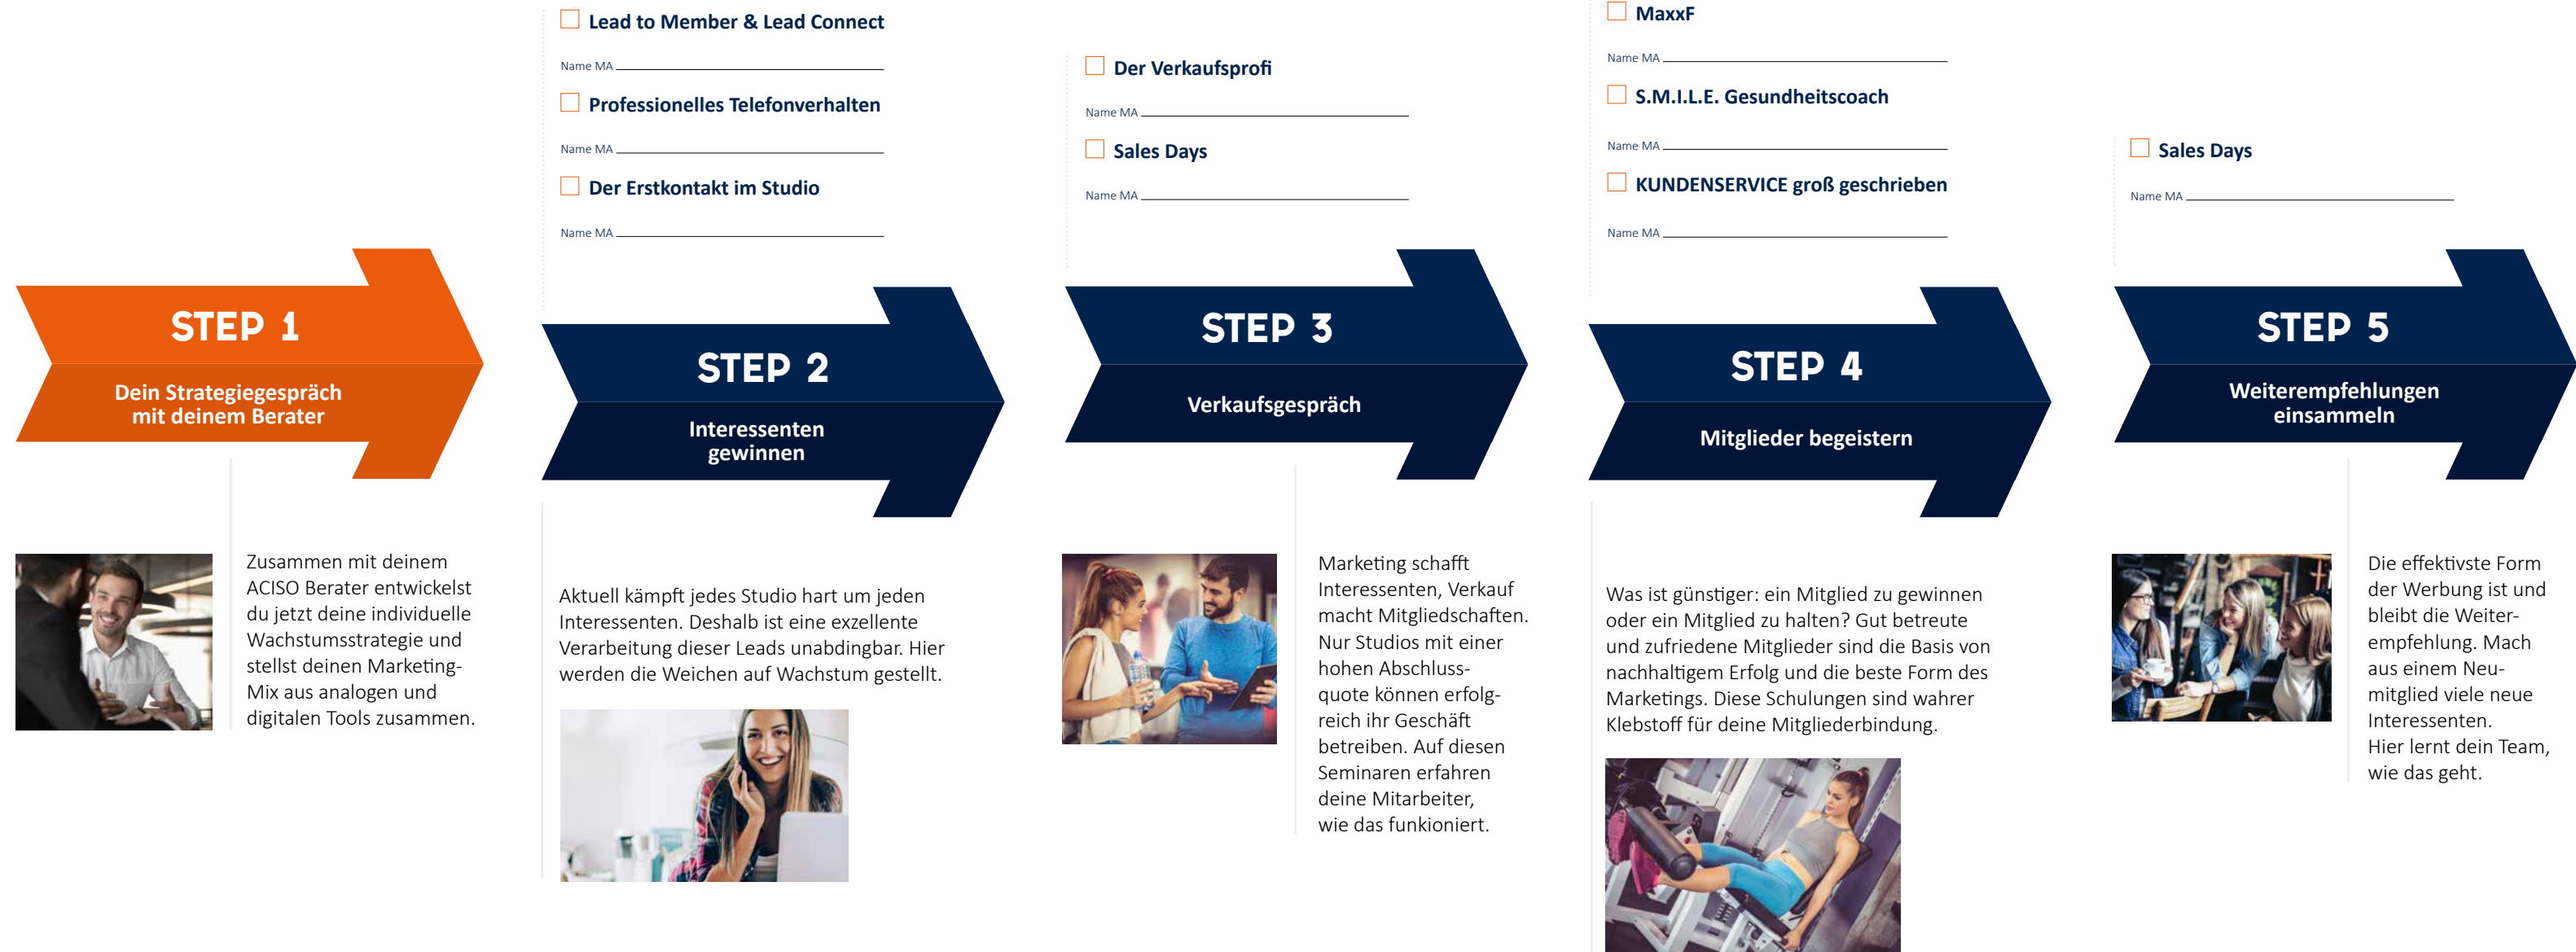 Lead to Member & Lead Connect
Name MA
Professionelles Telefonverhalten
Name MA
Der Erstkontakt im Studio
Name MA
Der Verkaufsprofi
Name MA
Sales Days
Name MA
MaxxF
Name MA
S.M.I.L.E. Gesundheitscoach
Name MA
KUNDENSERVICE groß geschrieben
Name MA
Sales Days
Name MA
STEP 1
Dein Strategiegespräch
mit deinem Berater
Zusammen mit deinem
ACISO Berater entwickelst
du jetzt deine individuelle
Wachstumsstrategie und
stellst deinen Marketing-
Mix aus analogen und
digitalen Tools zusammen.
STEP 2
Interessenten
gewinnen
Aktuell kämpft jedes Studio hart um jeden
Interessenten. Deshalb ist eine exzellente
Verarbeitung dieser Leads unabdingbar. Hier
werden die Weichen auf Wachstum gestellt.
STEP 3
Verkaufsgespräch
Marketing schafft
Interessenten, Verkauf
macht Mitgliedschaften.
Nur Studios mit einer
hohen Abschluss-
quote können erfolg-
reich ihr Geschäft
betreiben. Auf diesen
Seminaren erfahren
deine Mitarbeiter,
wie das funkioniert.
STEP 4
Mitglieder begeistern
Was ist günstiger: ein Mitglied zu gewinnen
oder ein Mitglied zu halten? Gut betreute
und zufriedene Mitglieder sind die Basis von
nachhaltigem Erfolg und die beste Form des
Marketings. Diese Schulungen sind wahrer
Klebstoff für deine Mitgliederbindung.
STEP 5
Weiterempfehlungen
einsammeln
Die effektivste Form
der Werbung ist und
bleibt die Weiter-
empfehlung. Mach
aus einem Neu-
mitglied viele neue
Interessenten.
Hier lernt dein Team,
wie das geht.